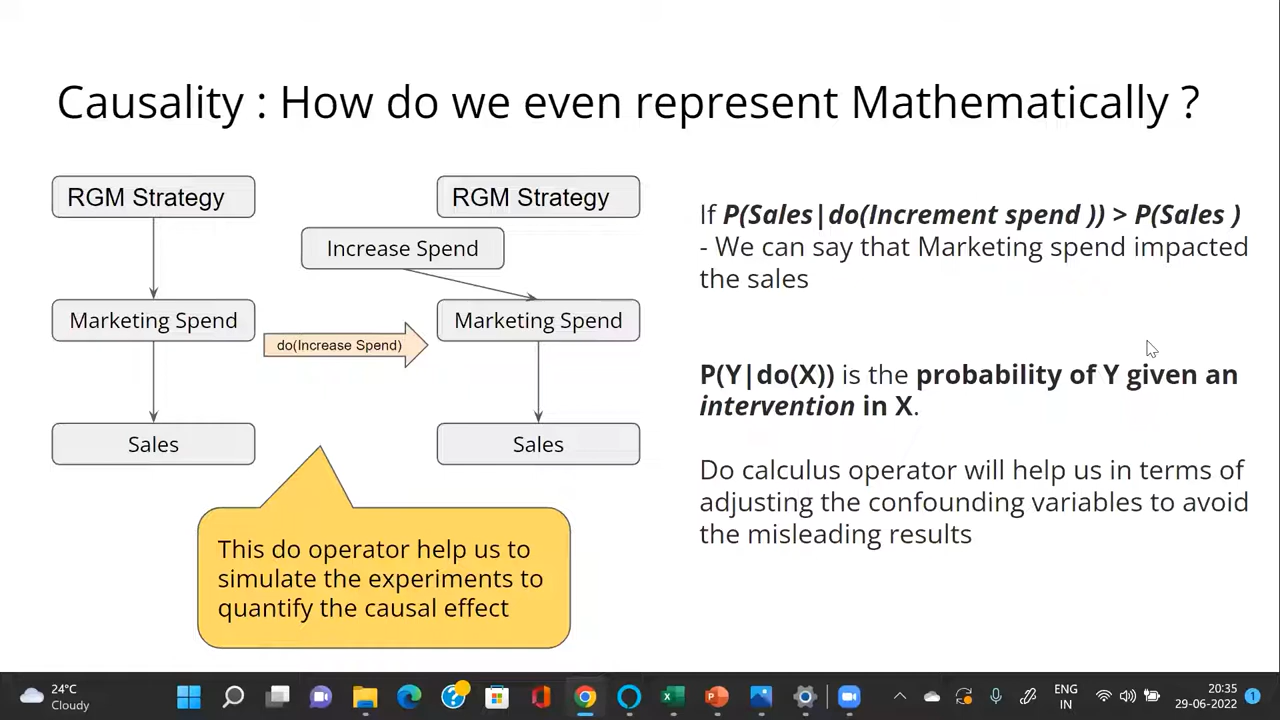 Causality : How do we even represent Mathematically ?
RGM Strategy
Marketing Spend
Sales
do(Increase Spend)
RGM Strategy
Increase Spend
Marketing Spend
Sales
This do operator help us to
simulate the experiments to
quantify the causal effect
If P(Sales|do(Increment spend )) > P(Sales )
- We can say that Marketing spend impacted
the sales
P(Y|do(X)) is the probability of Y given an
intervention in X.
Do calculus operator will help us in terms of
adjusting the confounding variables to avoid
the misleading results
24°C
Cloudy
ENG
IN
20:35
29-06-2022
1